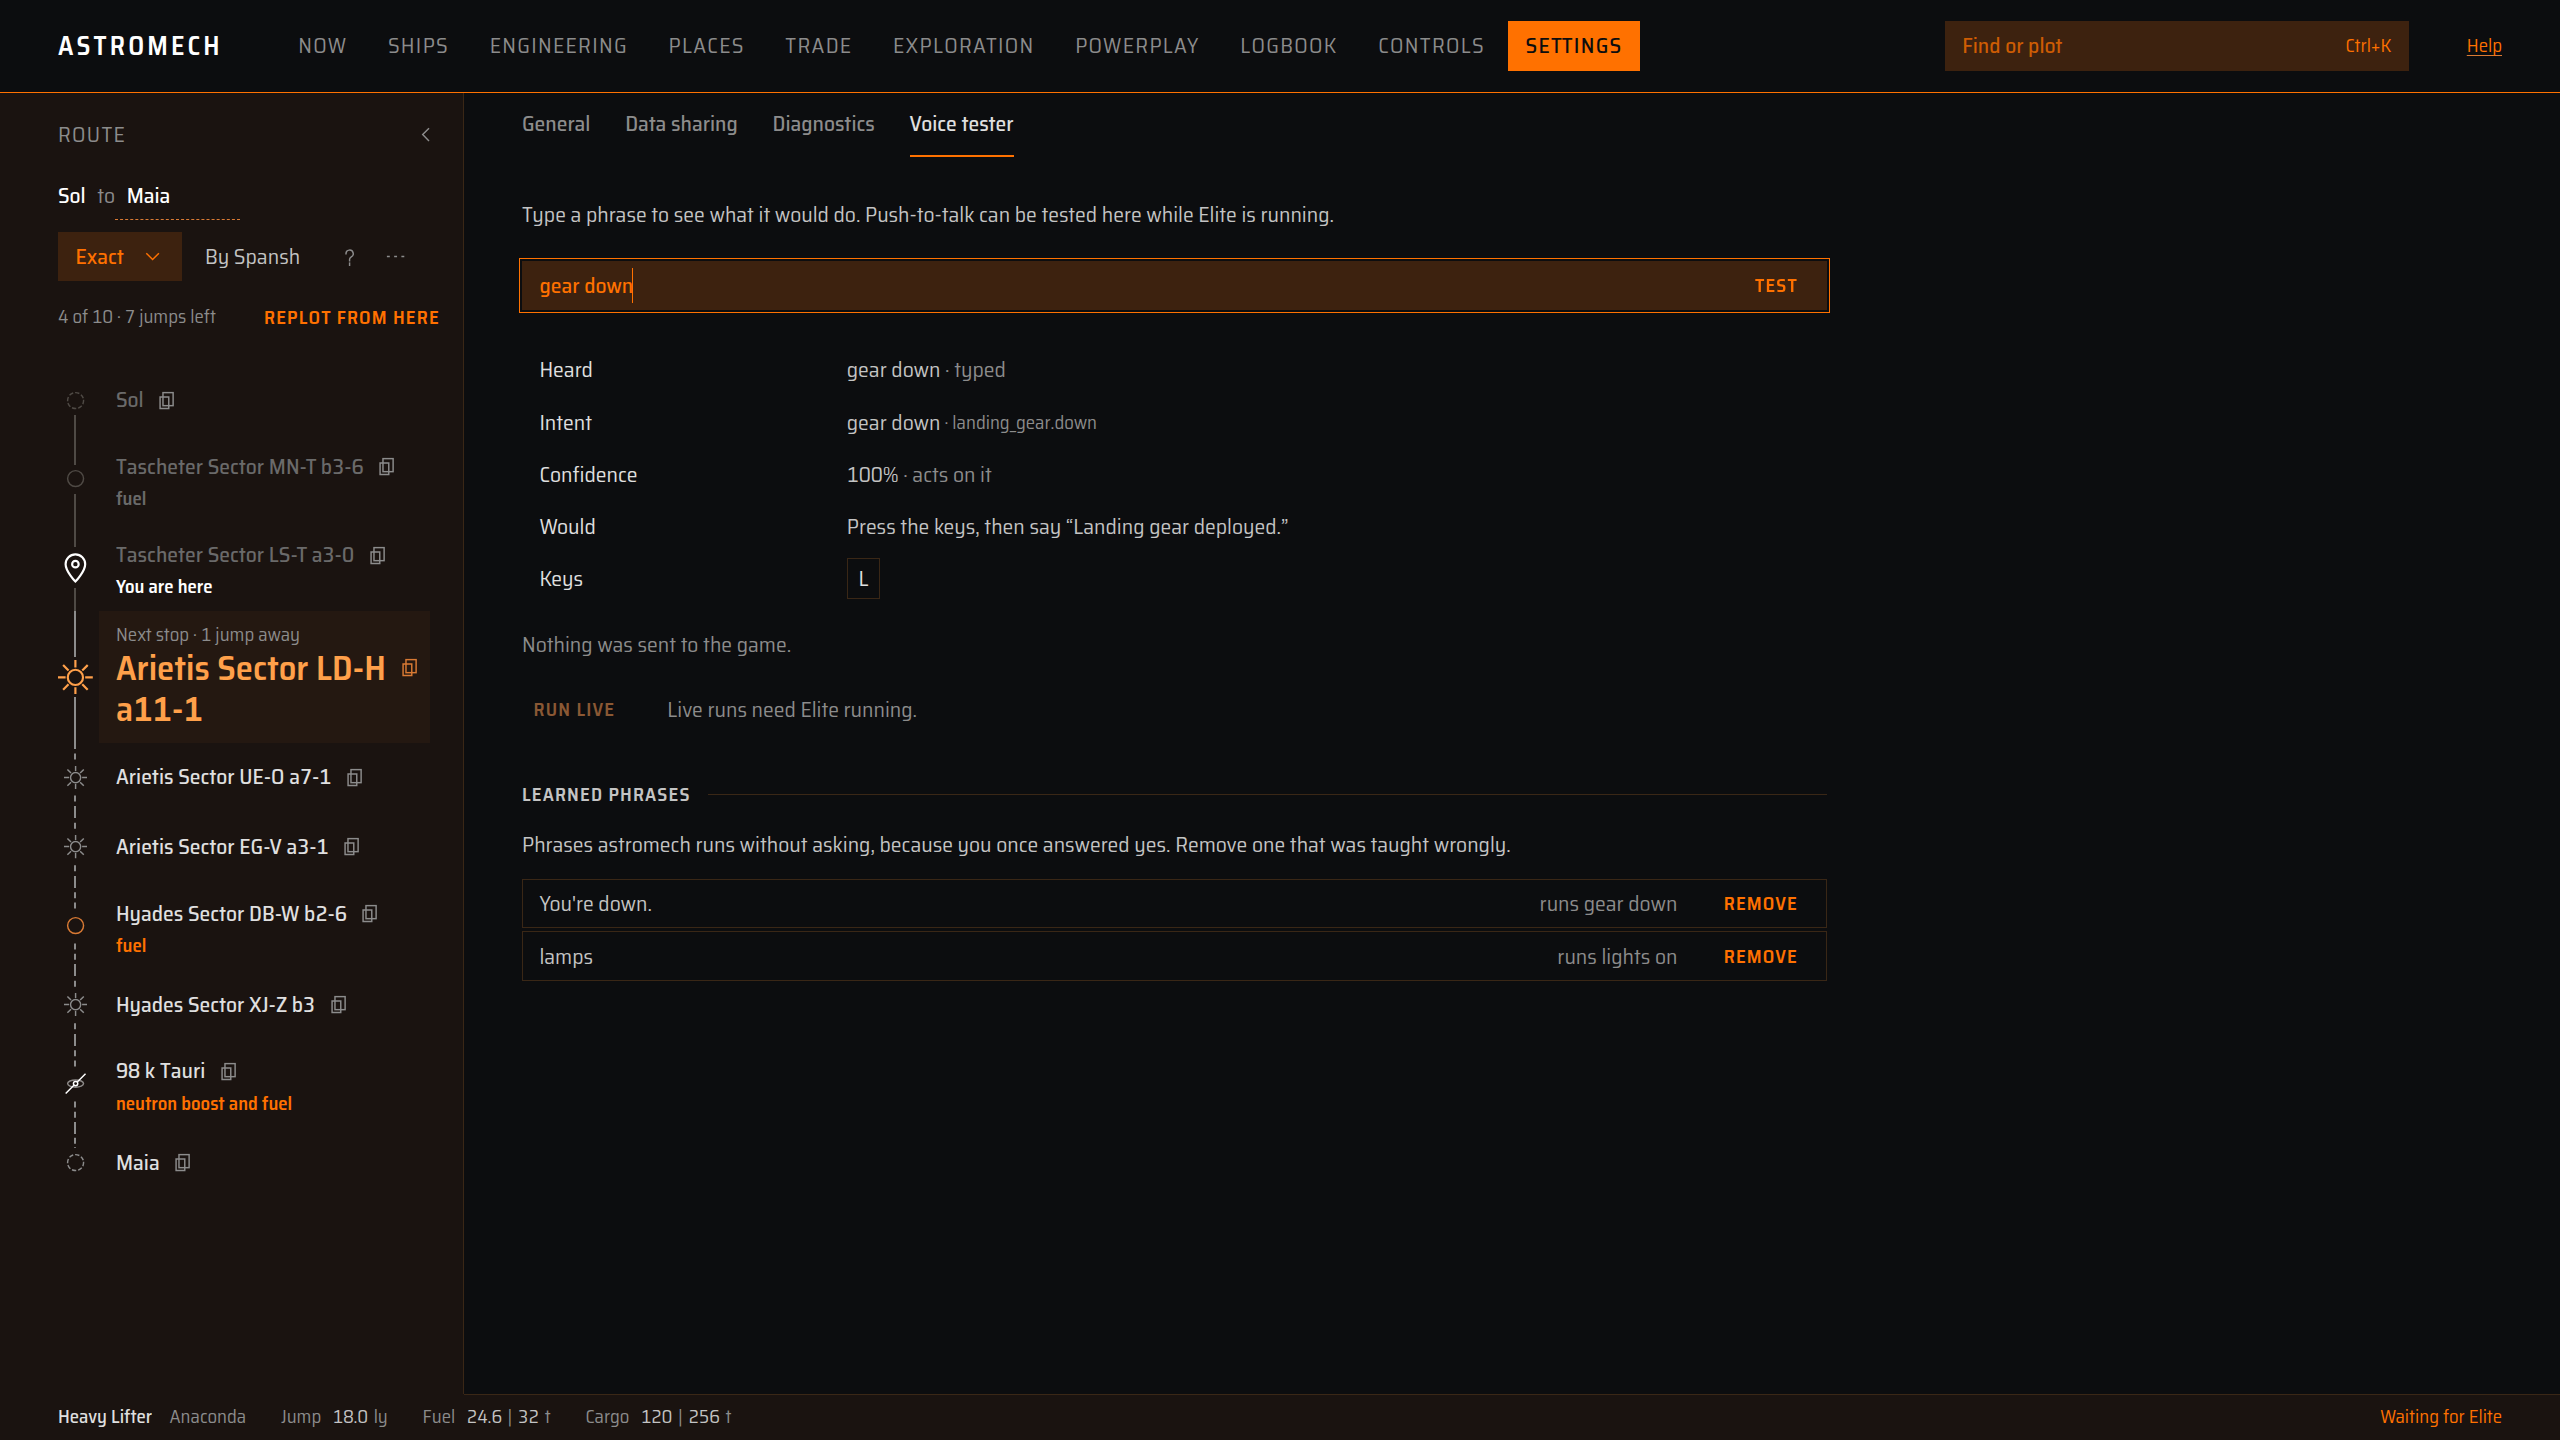 ASTROMECH
NOW
SHIPS
ENGINEERING
PLACES
TRADE
EXPLORATION
POWERPLAY
LOGBOOK
CONTROLS
SETTINGS
Find or plot
Ctrl+K
Help
ROUTE
Sol to Maia
Exact
By Spansh
?
4 of 10 · 7 jumps left
REPLOT FROM HERE
Sol
Tascheter Sector MN-T b3-6
fuel
Tascheter Sector LS-T a3-0
You are here
Next stop · 1 jump away
Arietis Sector LD-H
a11-1
Arietis Sector UE-O a7-1
Arietis Sector EG-V a3-1
Hyades Sector DB-W b2-6
fuel
Hyades Sector XJ-Z b3
98 k Tauri
neutron boost and fuel
Maia
General
Data sharing
Diagnostics
Voice tester
Type a phrase to see what it would do. Push-to-talk can be tested here while Elite is running.
gear down
TEST
Heard
gear down · typed
Intent
gear down · landing_gear.down
Confidence
100% · acts on it
Would
Press the keys, then say “Landing gear deployed.”
Keys
L
Nothing was sent to the game.
RUN LIVE
Live runs need Elite running.
LEARNED PHRASES
Phrases astromech runs without asking, because you once answered yes. Remove one that was taught wrongly.
You're down.
runs gear down
REMOVE
lamps
runs lights on
REMOVE
Heavy Lifter Anaconda
Jump 18.0 ly
Fuel 24.6 | 32 t
Cargo 120 | 256 t
Waiting for Elite